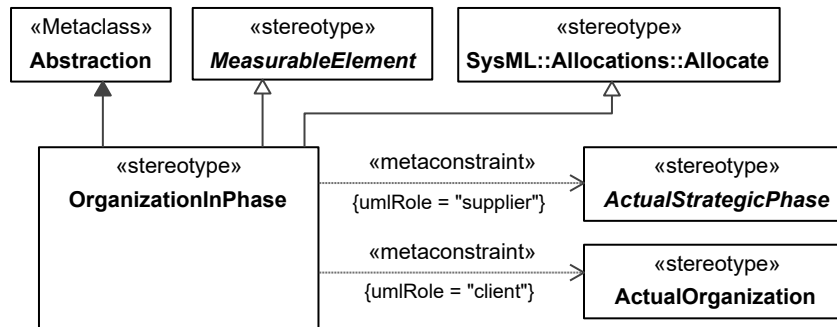 «Metaclass»
Abstraction
«stereotype»
MeasurableElement
«stereotype»
SysML::Allocations::Allocate
«stereotype»
OrganizationInPhase
«metaconstraint»
{umlRole = "supplier"}
«stereotype»
ActualStrategicPhase
«metaconstraint»
{umlRole = "client"}
«stereotype»
ActualOrganization